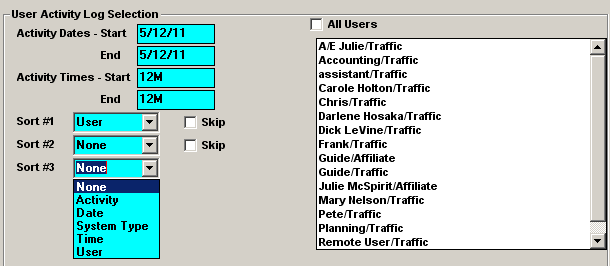 User Activity Log Selection
Activity Dates - Start 5/12/11
End 5/12/11
Activity Times - Start 12M
End 12M
Sort #1 User Skip
Sort #2 None Skip
Sort #3 None
None
Activity
Date
System Type
Time
User
All Users
A/E Julie/Traffic
Accounting/Traffic
assistant/Traffic
Carole Holton/Traffic
Chris/Traffic
Darlene Hosaka/Traffic
Dick LeVine/Traffic
Frank/Traffic
Guide/Affiliate
Guide/Traffic
Julie McSpirit/Affiliate
Mary Nelson/Traffic
Pete/Traffic
Planning/Traffic
Remote User/Traffic